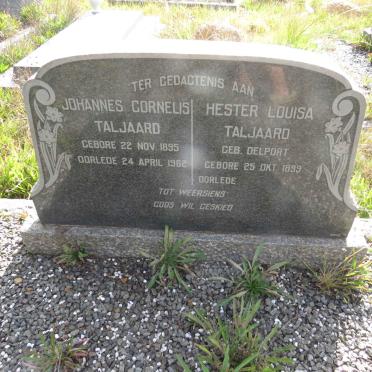 TER GEDAGTENIS AAN
JOHANNES CORNELIS
TALJAARD
GEBORE 22 NOV 1895
OORLEDE 24 APRIL 1962
HESTER LOUISA
TALJAARD
GEB. DELPORT
GEBORE 25 OKT 1899
OORLEDE
TOT WEERSIENS
GODS WIL GESKIED